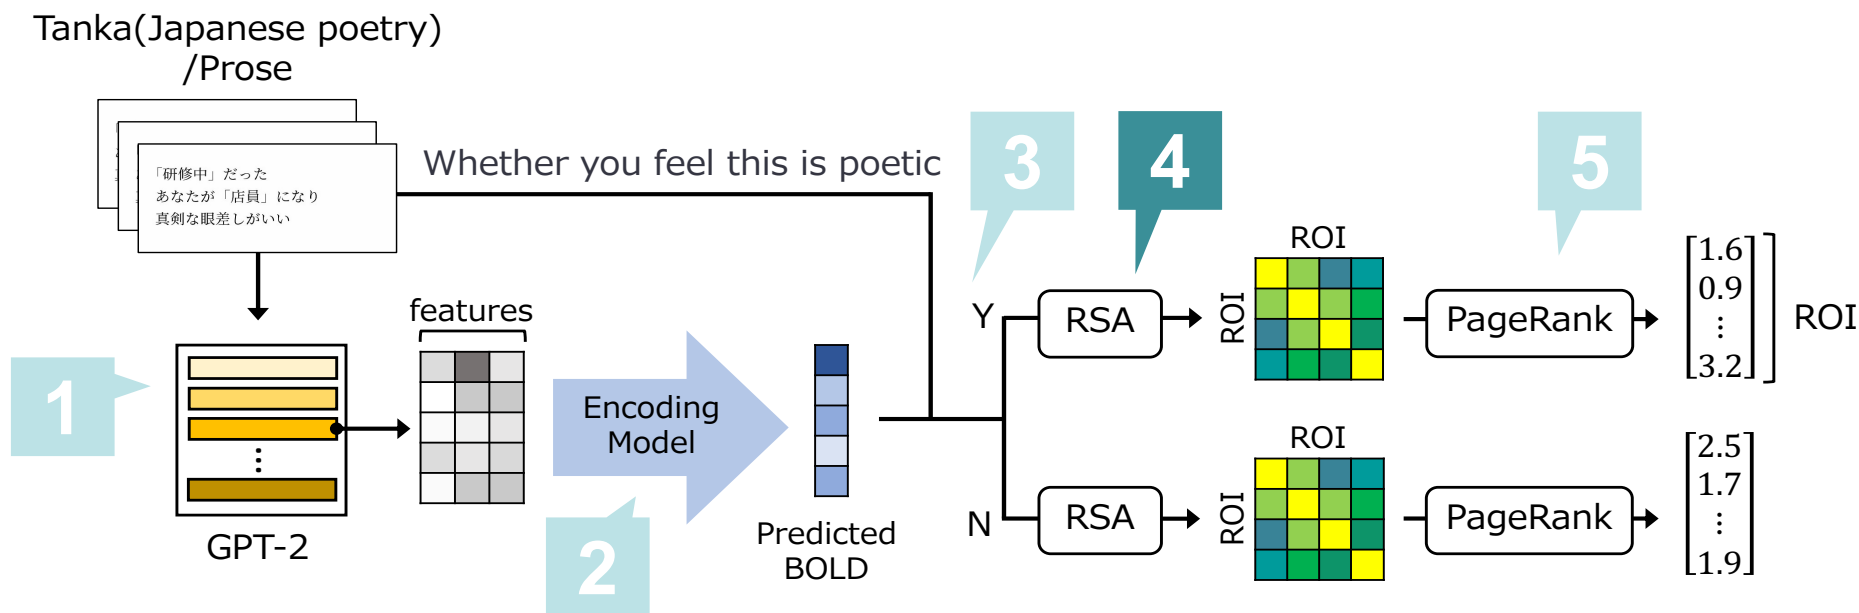 Tanka(Japanese poetry)
/Prose
「研修中」だった
あなたが「店員」になり
真剣な眼差しがいい
Whether you feel this is poetic
1
GPT-2
features
2
Encoding
Model
Predicted
BOLD
3
Y
N
4
RSA
ROI
ROI
5
PageRank
1.6
0.9
⋮
3.2
ROI
RSA
ROI
ROI
PageRank
2.5
1.7
⋮
1.9